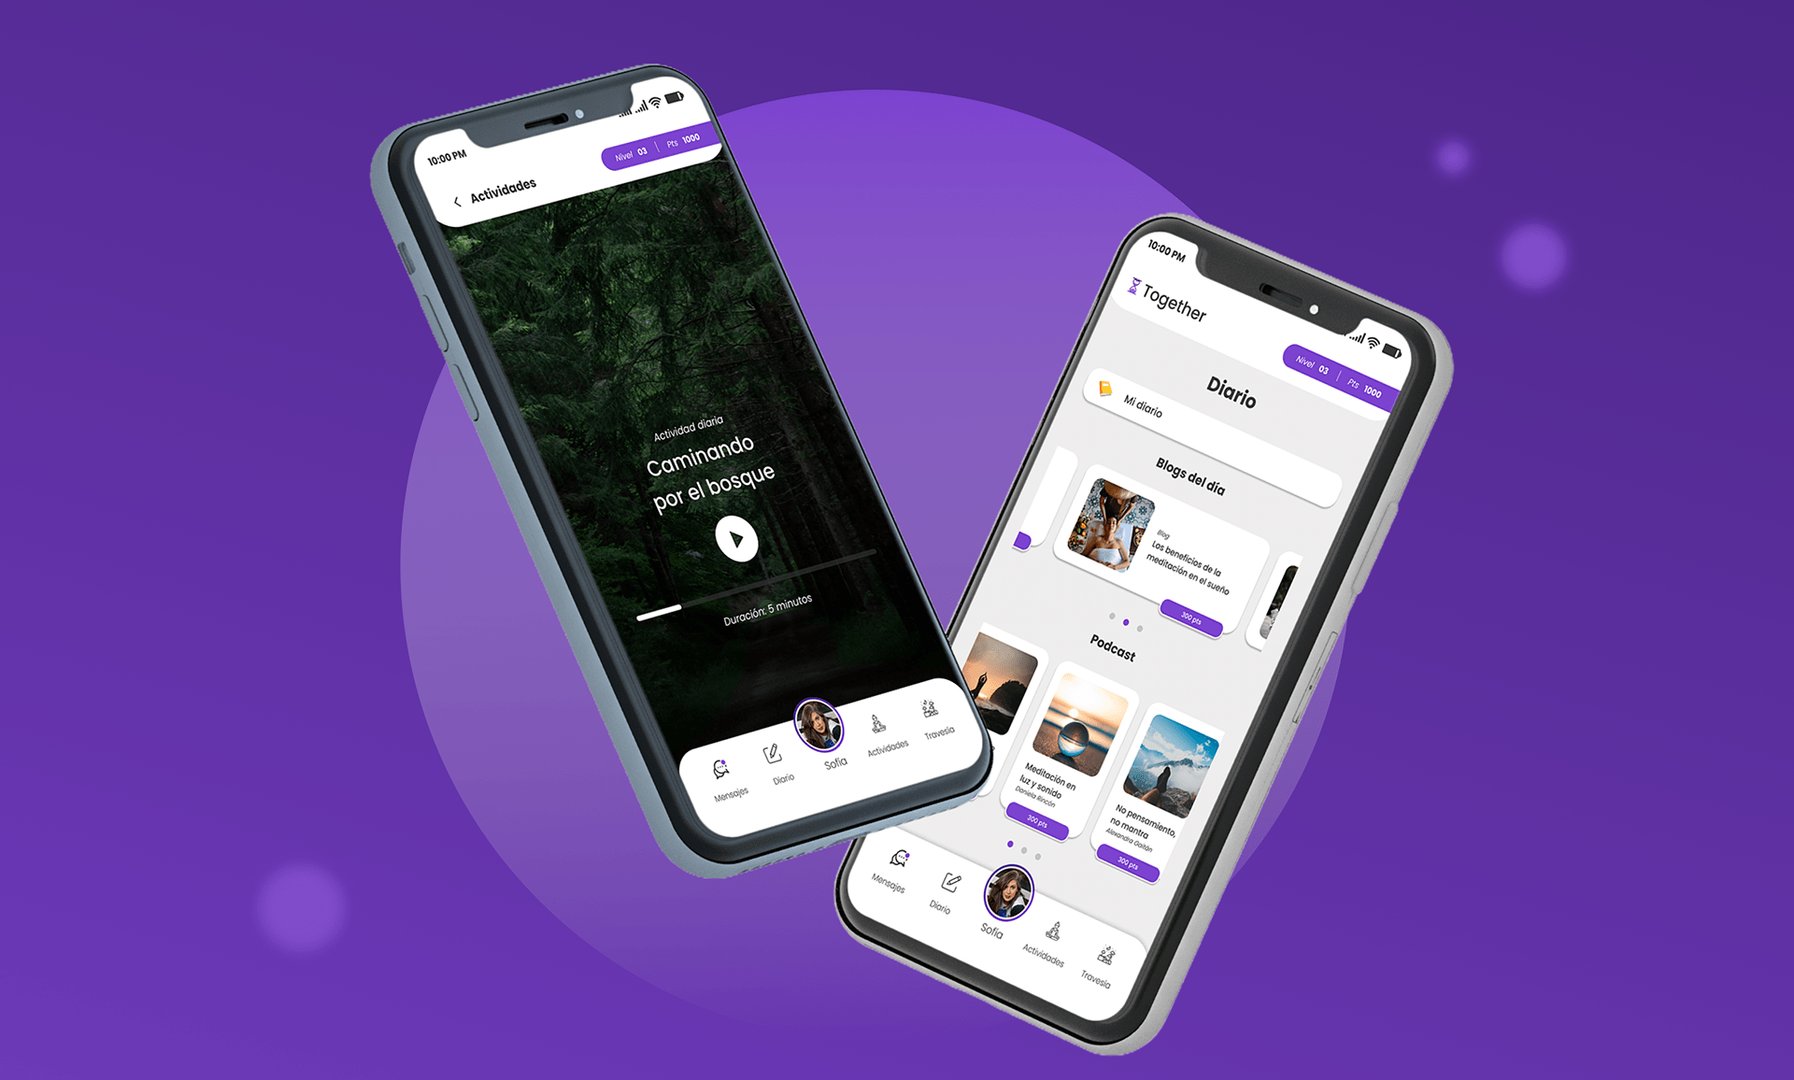 10:00 PM
Nivel 03 | Pts 1000
Actividades
Actividad diaria
Caminando
por el bosque
Duración: 5 minutos
Mensajes
Diario
Sofía
Actividades
Travesía
10:00 PM
Together
Nivel 03 | Pts 1000
Diario
Mi diario
Blogs del día
Blog
Los beneficios de la
meditación en el sueño
300 pts
Podcast
Meditación en
luz y sonido
Daniela Rincón
300 pts
No pensamiento,
no mantra
Alexandra Gaitán
300 pts
Mensajes
Diario
Sofía
Actividades
Travesía